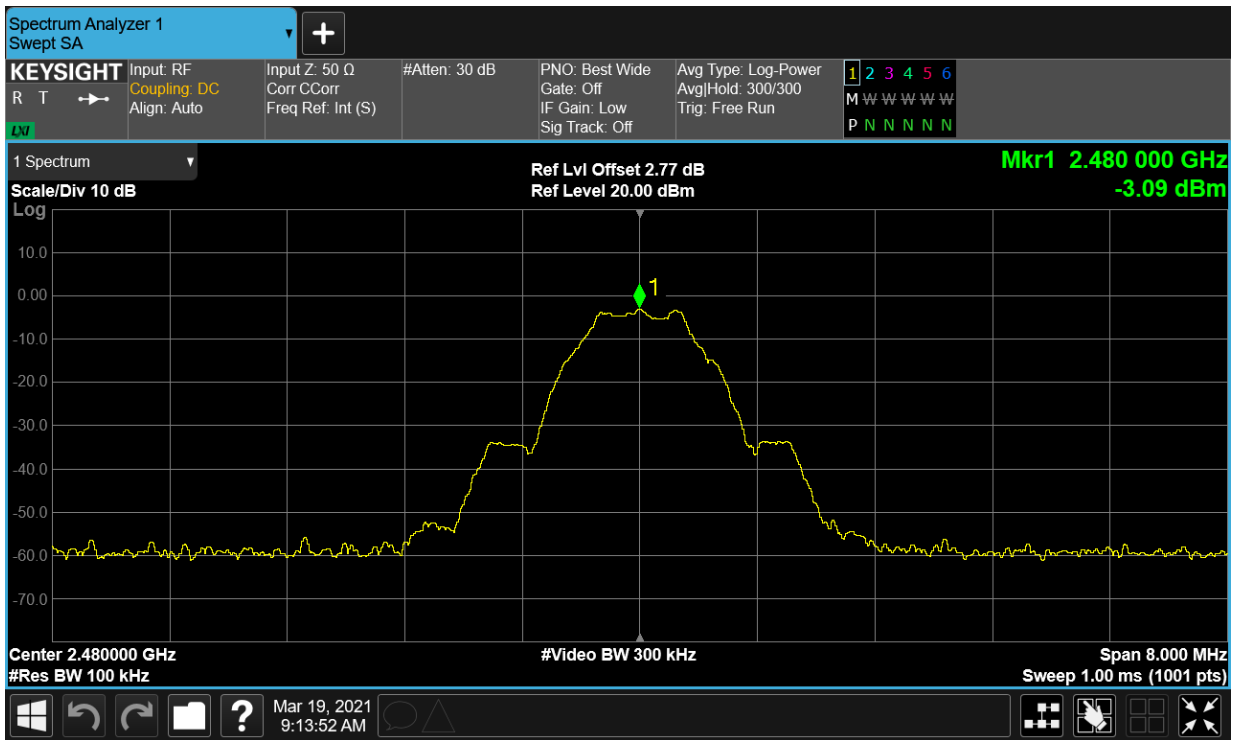 Spectrum Analyzer 1
Swept SA
KEYSIGHT
R T
LXI
Input: RF
Coupling: DC
Align: Auto
Input Z: 50 Ω
Corr CCorr
Freq Ref: Int (S)
#Atten: 30 dB
PNO: Best Wide
Gate: Off
IF Gain: Low
Sig Track: Off
Avg Type: Log-Power
Avg|Hold: 300/300
Trig: Free Run
1 2 3 4 5 6
M W W W W W
P N N N N N
1 Spectrum
Scale/Div 10 dB
Log
Ref Lvl Offset 2.77 dB
Ref Level 20.00 dBm
Mkr1 2.480 000 GHz
-3.09 dBm
10.0
0.00
-10.0
-20.0
-30.0
-40.0
-50.0
-60.0
-70.0
1
Center 2.480000 GHz
#Res BW 100 kHz
#Video BW 300 kHz
Span 8.000 MHz
Sweep 1.00 ms (1001 pts)
?
Mar 19, 2021
9:13:52 AM